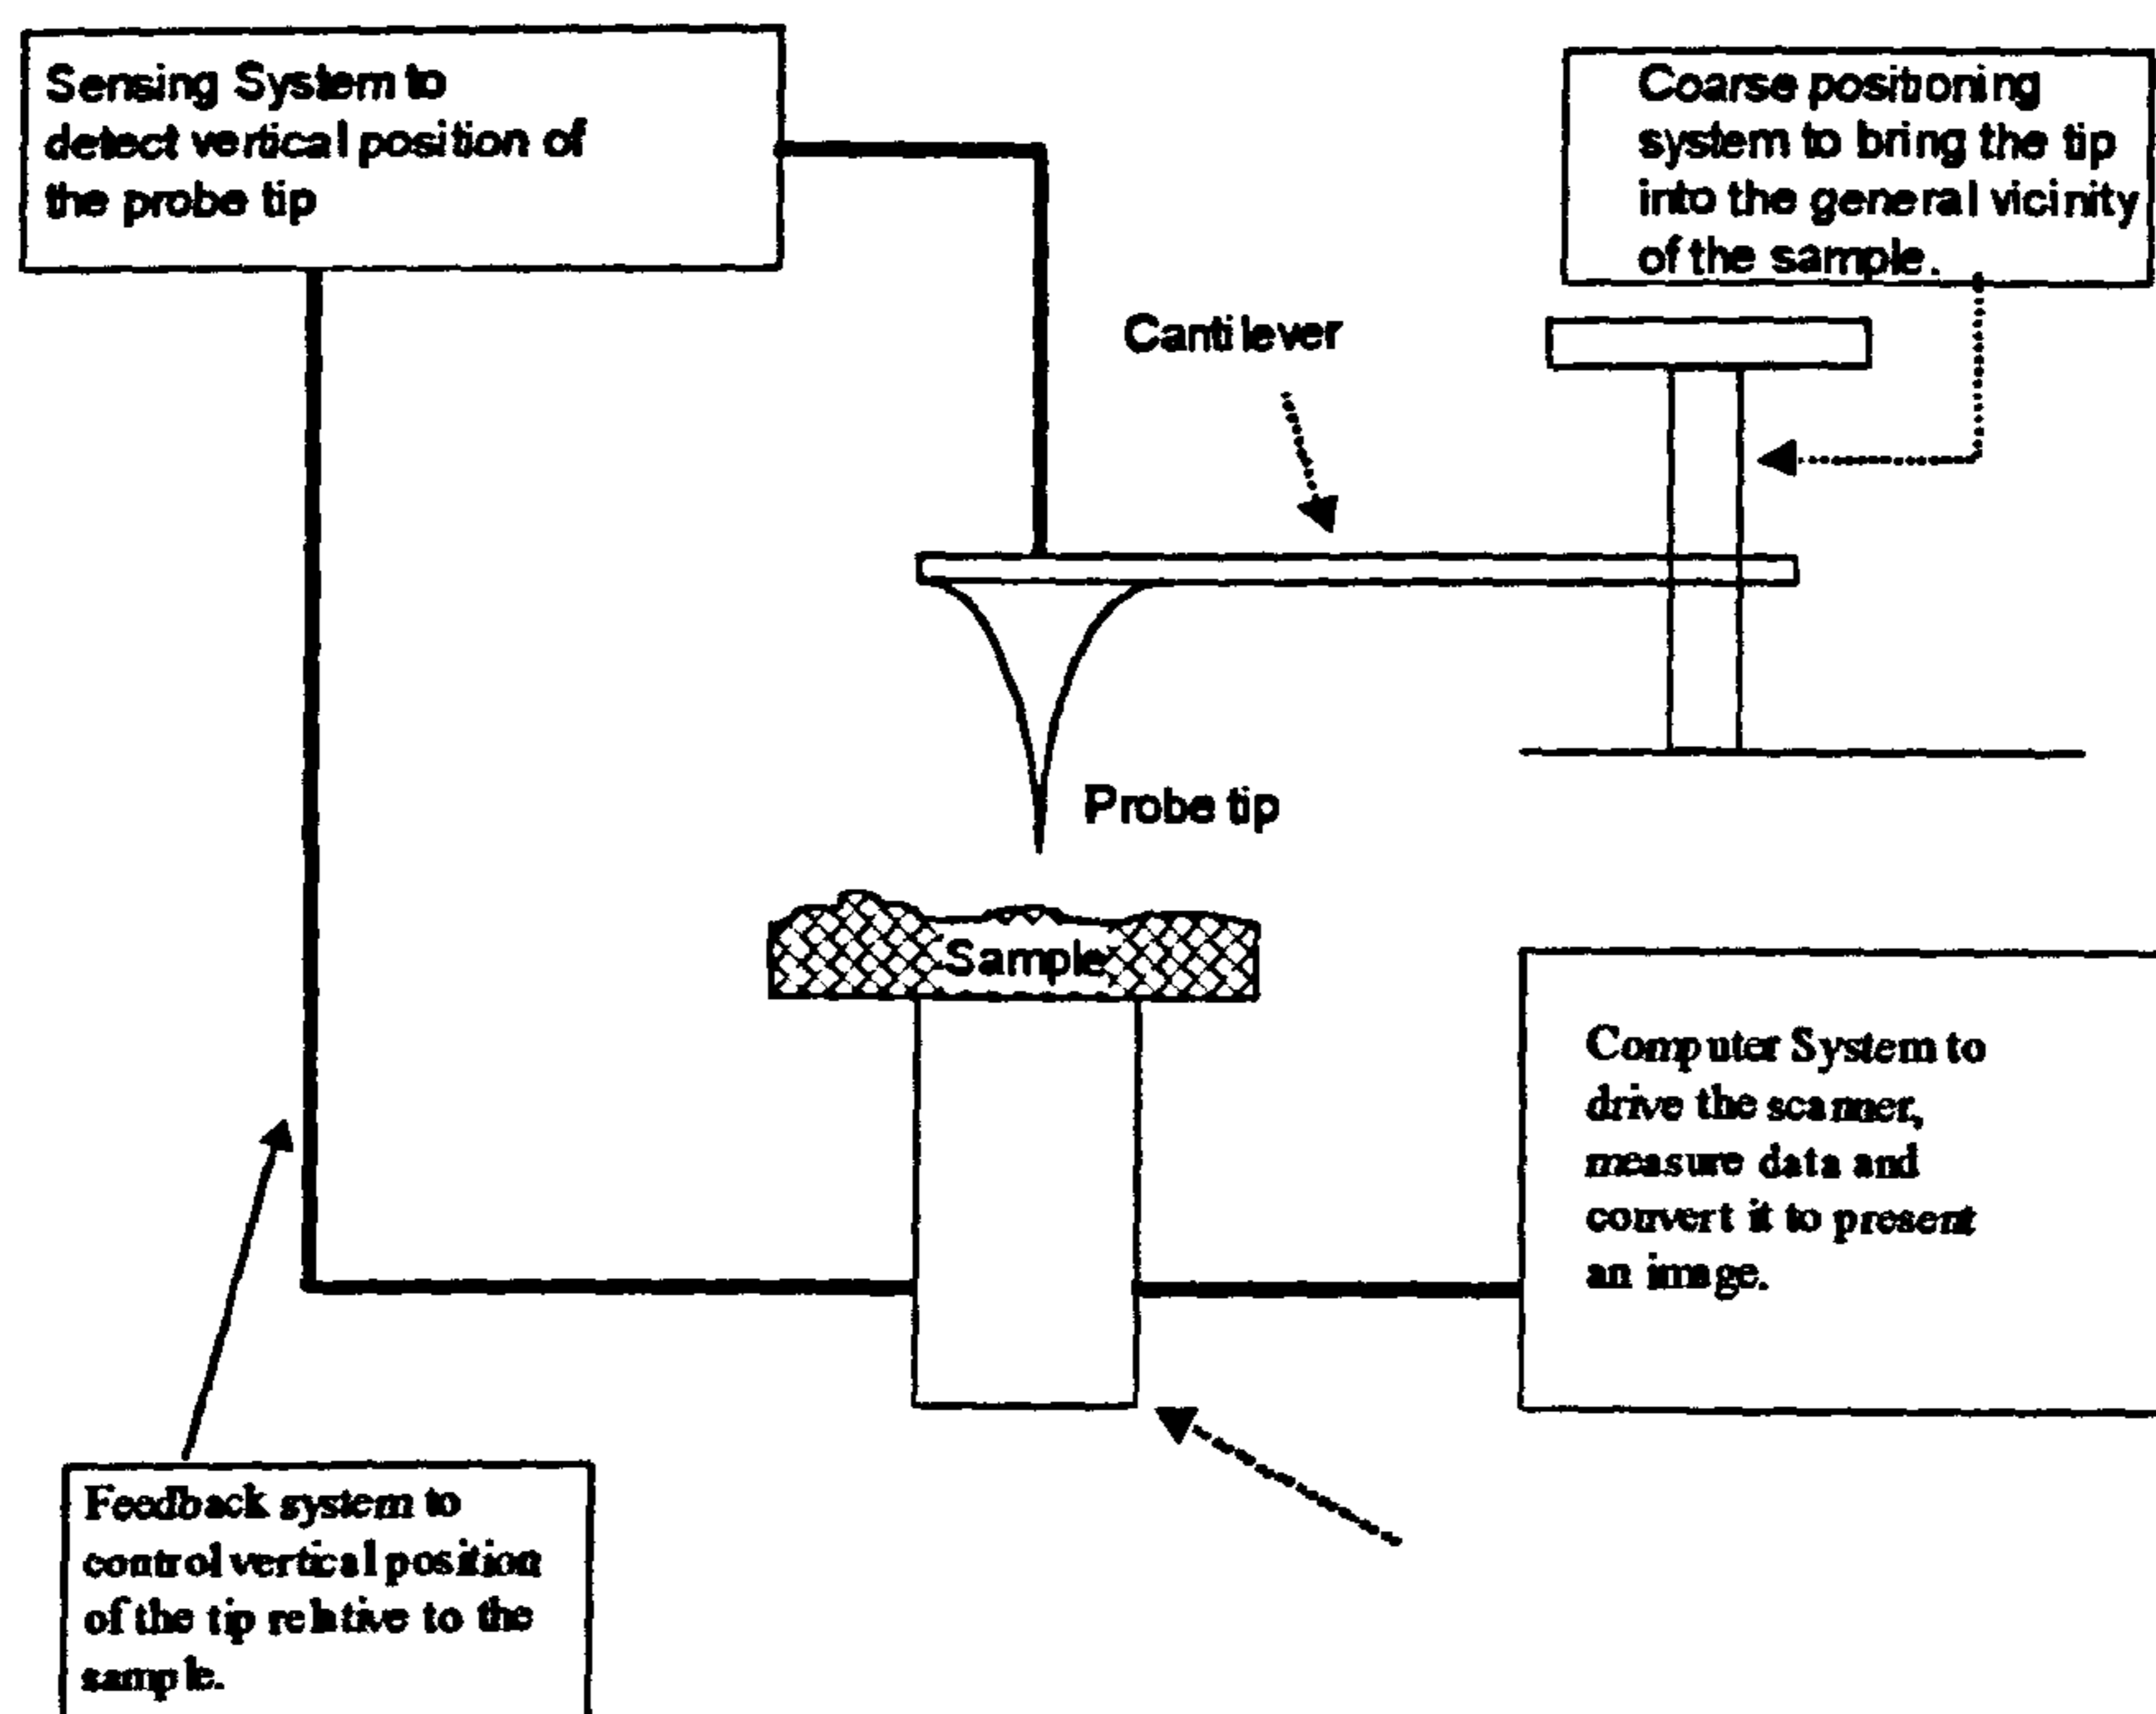 Sensing System to
detect vertical position of
the probe tip
Coarse positioning
system to bring the tip
into the general vicinity
of the sample.
Cantilever
Probe tip
Sample
Computer System to
drive the scanner,
measure data and
convert it to present
an image.
Feedback system to
control vertical position
of the tip relative to the
sample.